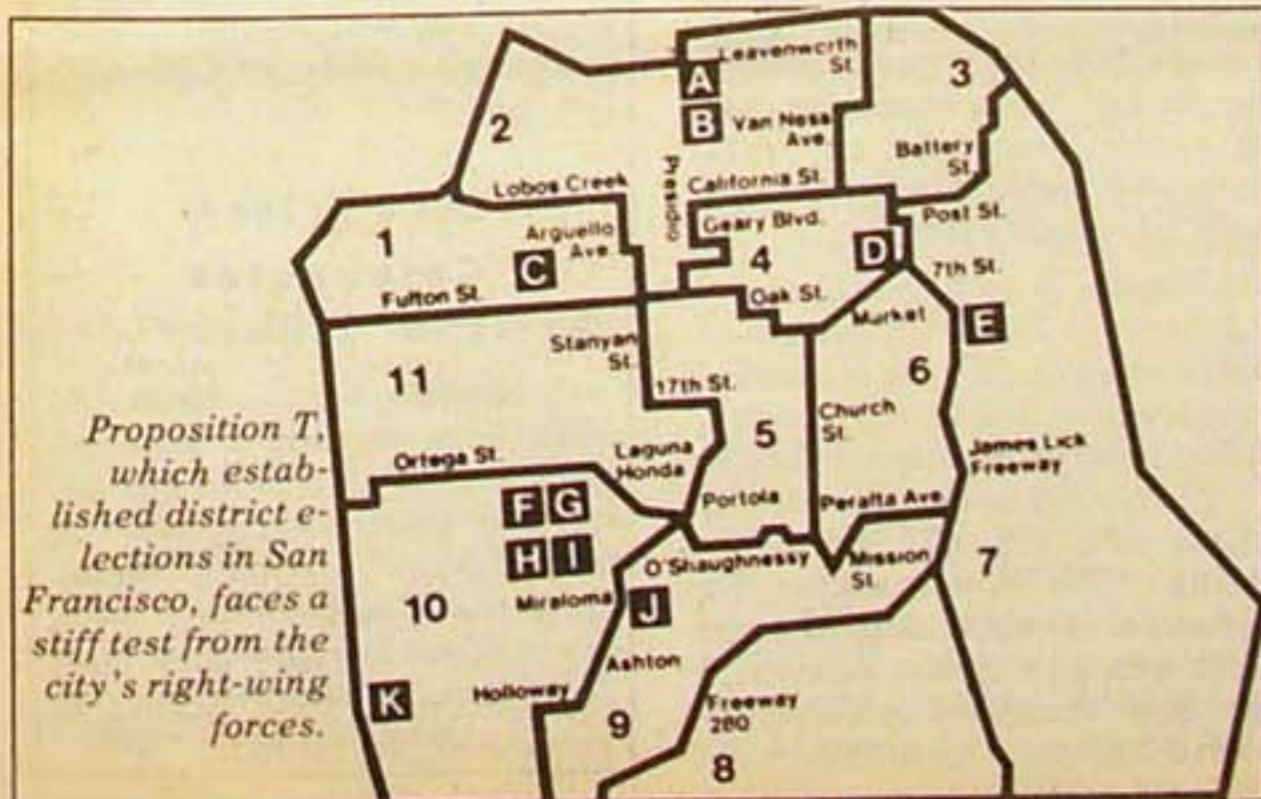 Proposition T,
which estab-
lished district e-
lections in San
Francisco, faces a
stiff test from the
city's right-wing
forces.
Leavenworth
St.
3
A
2
B
Van Ness
Ave.
Battery
St.
Presidio
California St.
Lobos Creek
Geary Blvd.
Post St.
1
Arguello
Ave.
C
4
D
7th St.
Fulton St.
Oak St.
Market
E
Stanyan
St.
11
17th St.
6
5
Church
St.
Laguna
Honda
James Lick
Freeway
Ortega St.
Portola
Peralta Ave
F G
H I
O'Shaughnessy
Mission
St.
7
10
Miraloma
J
Ashton
K
Holloway
Freeway
280
9
8